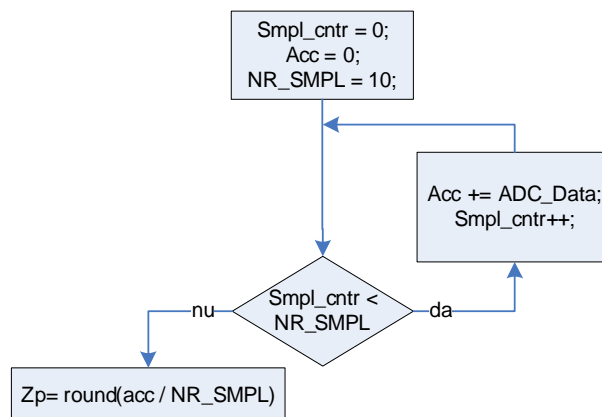 Smpl_cntr = 0;
Acc = 0;
NR_SMPL = 10;
Acc += ADC_Data;
Smpl_cntr++;
Smpl_cntr <
NR_SMPL
nu
da
Zp= round(acc / NR_SMPL)